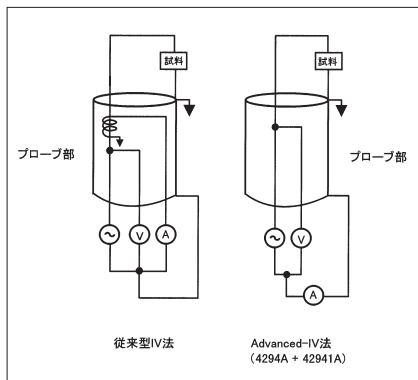 試料
試料
プローブ部
プローブ部
V
A
V
A
従来型IV法
Advanced-IV法
(4294A + 42941A)